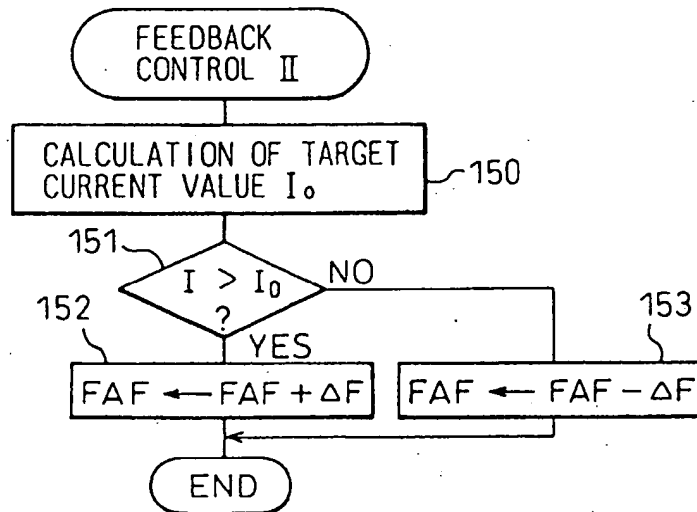 FEEDBACK
CONTROL II
CALCULATION OF TARGET
CURRENT VALUE I₀
150
151
I > I₀
?
NO
YES
152
FAF ← FAF + ΔF
153
FAF ← FAF − ΔF
END